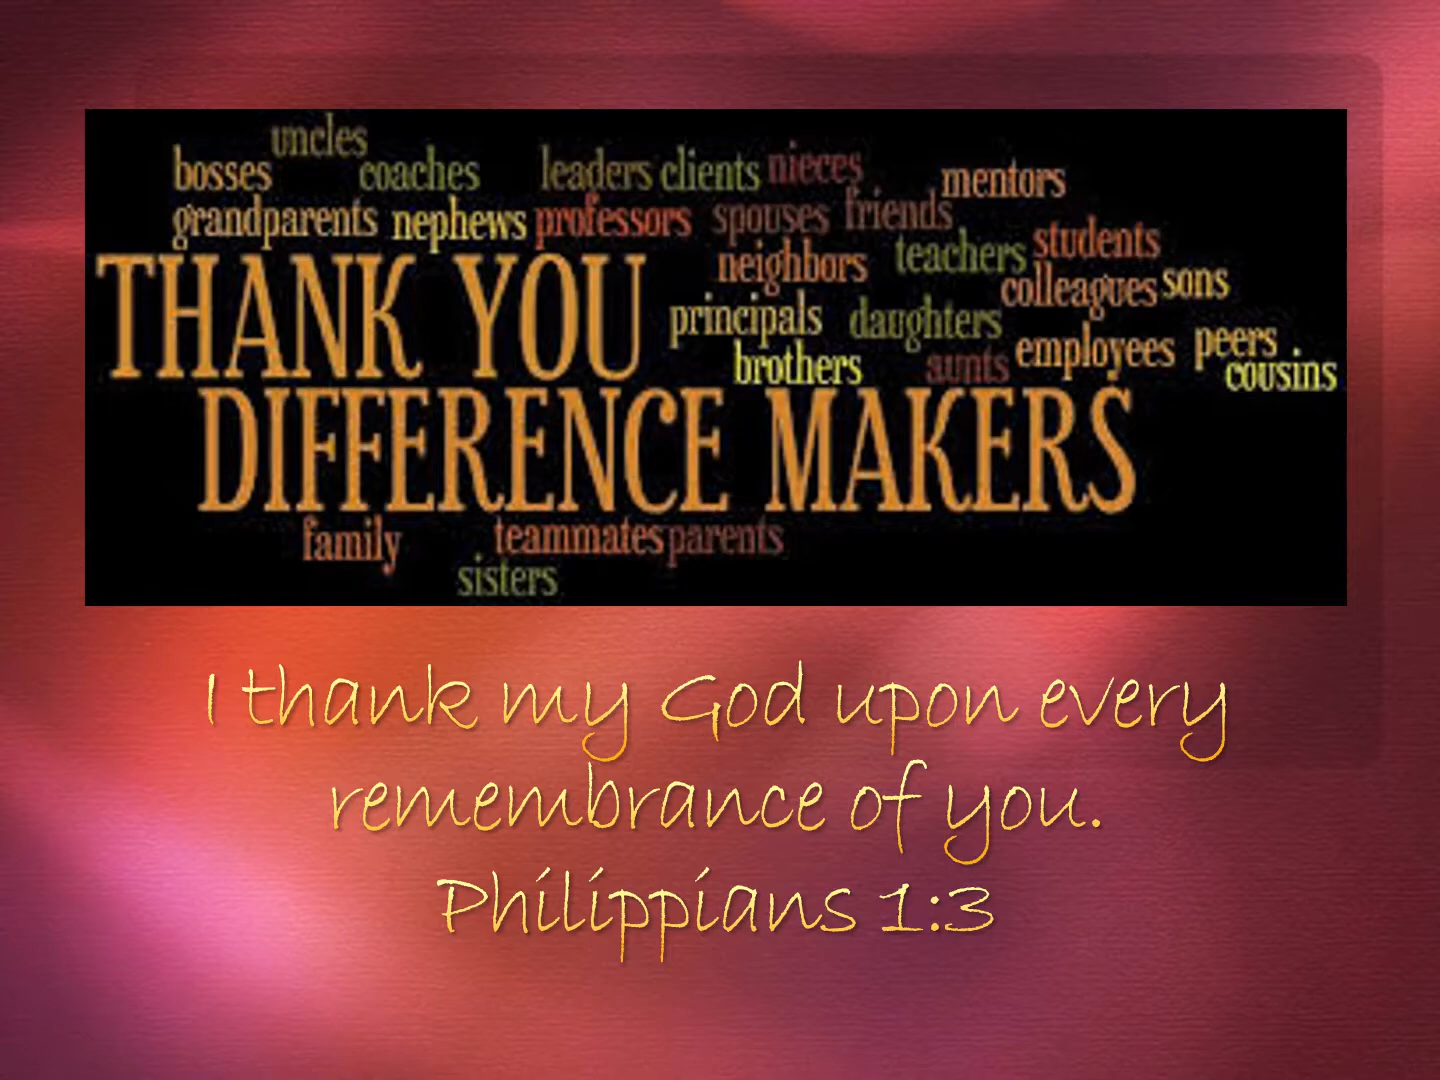 uncles
bosses coaches leaders clients nieces mentors
grandparents nephews professors spouses friends
neighbors teachers students
THANK YOU principals daughters colleagues sons
brothers aunts employees peers
cousins
DIFFERENCE MAKERS
family teammates parents
sisters
I thank my God upon every
remembrance of you.
Philippians 1:3